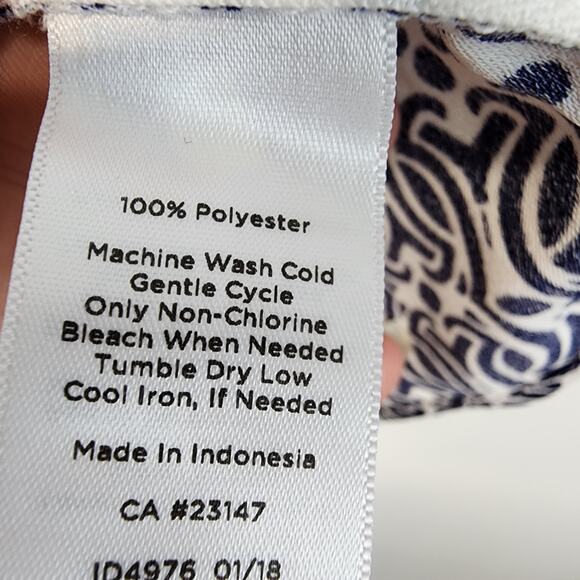 100% Polyester
Machine Wash Cold
Gentle Cycle
Only Non-Chlorine
Bleach When Needed
Tumble Dry Low
Cool Iron, If Needed
Made In Indonesia
CA #23147
ID4976 01/18